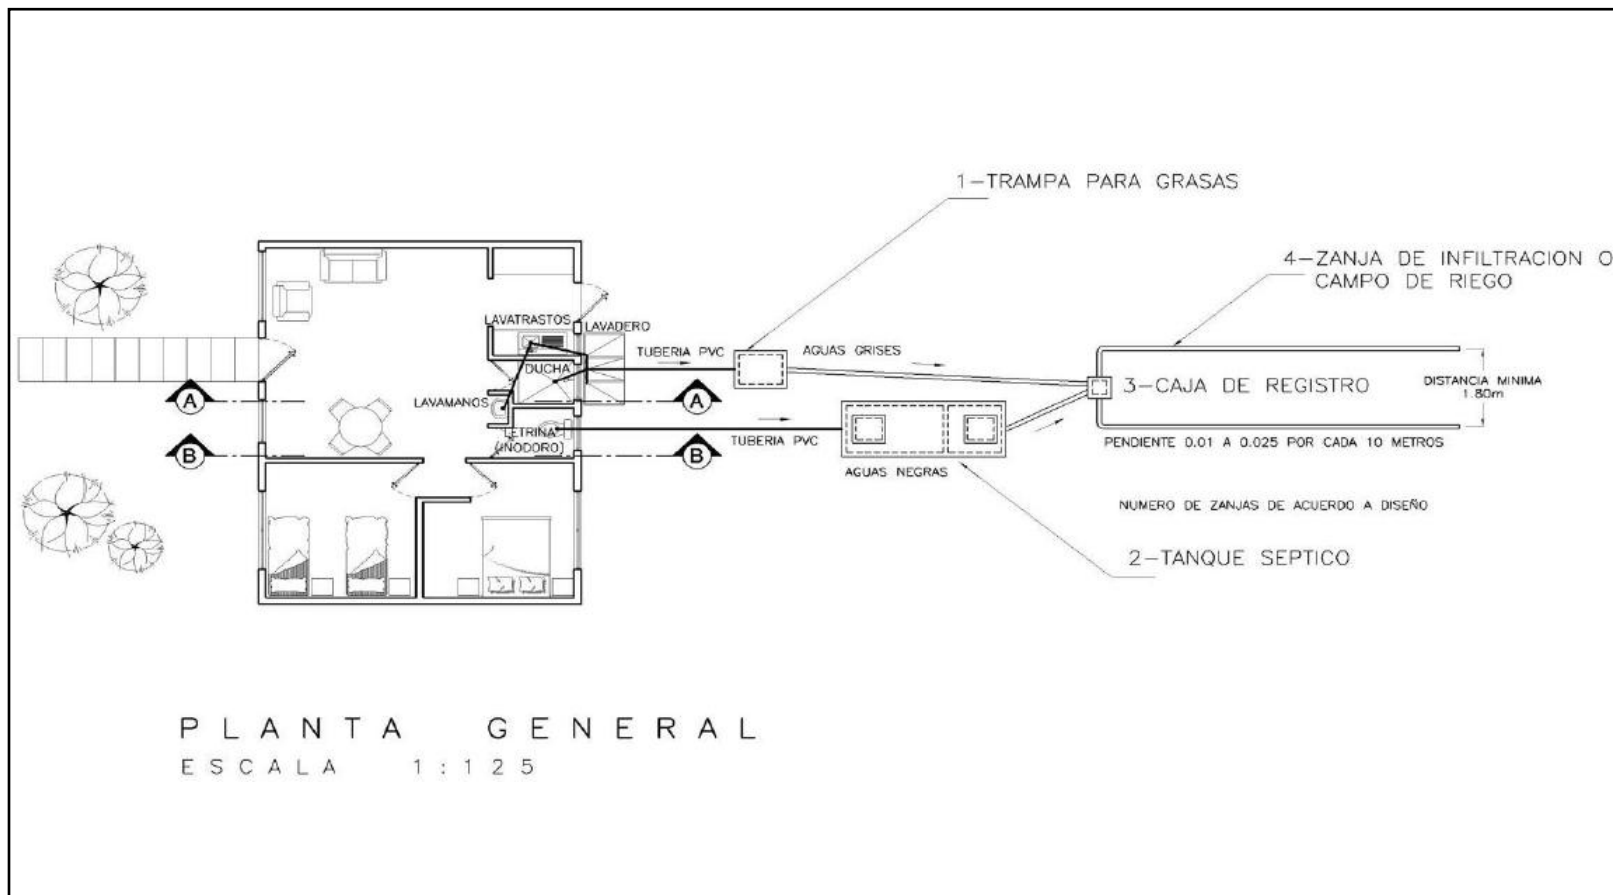 1-TRAMPA PARA GRASAS
4-ZANJA DE INFILTRACION O
CAMPO DE RIEGO
LAVATRASTOS
LAVADERO
TUBERIA PVC
AGUAS GRISES
DUCHA
3-CAJA DE REGISTRO
DISTANCIA MINIMA
1.80m
A
A
LAVAMANOS
LETRINA
(INODORO)
TUBERIA PVC
PENDIENTE 0.01 A 0.025 POR CADA 10 METROS
B
B
AGUAS NEGRAS
NUMERO DE ZANJAS DE ACUERDO A DISEÑO
2-TANQUE SEPTICO
PLANTA GENERAL
ESCALA 1:125